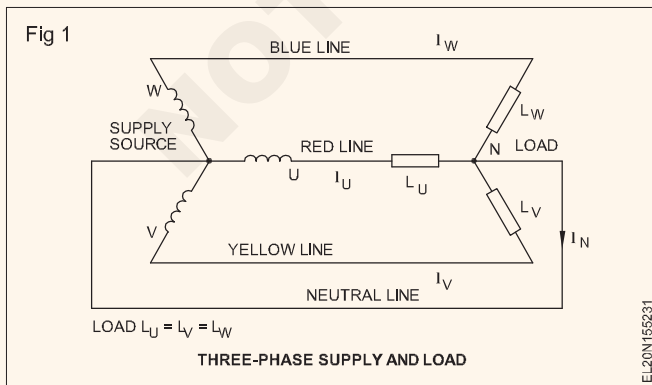 Fig 1
BLUE LINE
I_W
W
L_W
SUPPLY
SOURCE
RED LINE
N
LOAD
U
I_U
L_U
V
L_V
I_N
YELLOW LINE
I_V
NEUTRAL LINE
LOAD L_U = L_V = L_W
THREE-PHASE SUPPLY AND LOAD
EL20N155231
NOT